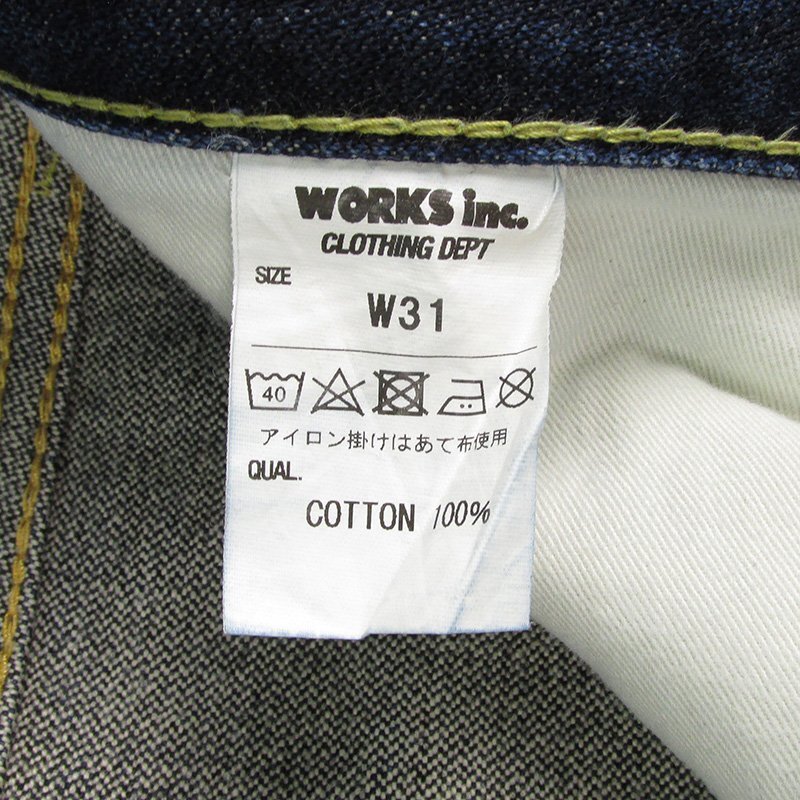 WORKS inc.
CLOTHING DEPT
SIZE
W31
40
アイロン掛けはあて布使用
QUAL.
COTTON 100%